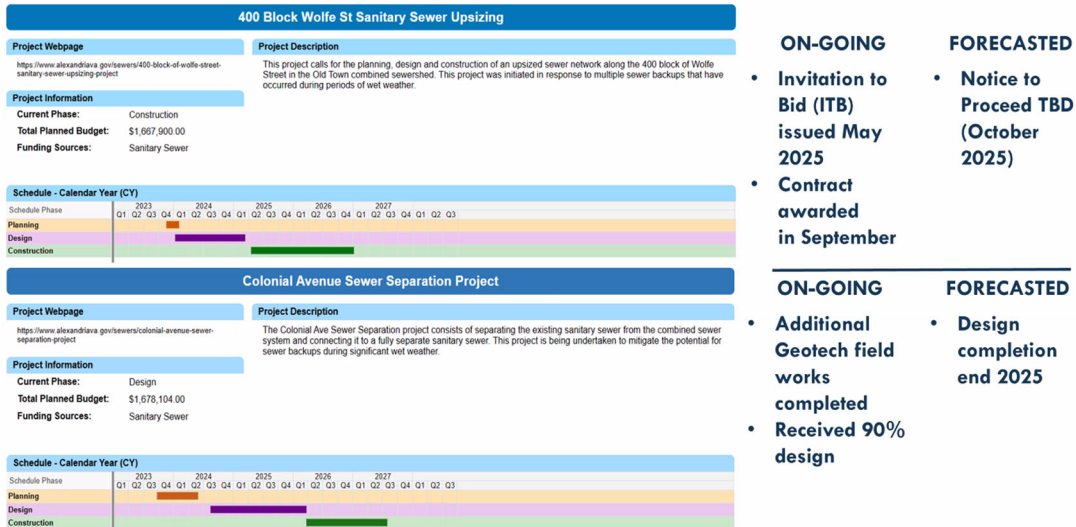 400 Block Wolfe St Sanitary Sewer Upsizing
Project Webpage
https://www.alexandriava.gov/sewers/400-block-of-wolfe-street-
sanitary-sewer-upsizing-project
Project Description
This project calls for the planning, design and construction of an upsized sewer network along the 400 block of Wolfe
Street in the Old Town combined sewershed. This project was initiated in response to multiple sewer backups that have
occurred during periods of wet weather.
Project Information
Current Phase: Construction
Total Planned Budget: $1,667,900.00
Funding Sources: Sanitary Sewer
Schedule - Calendar Year (CY)
2023 2024 2025 2026 2027
Schedule Phase
Q1 Q2 Q3 Q4 Q1 Q2 Q3 Q4 Q1 Q2 Q3 Q4 Q1 Q2 Q3 Q4 Q1 Q2 Q3 Q4 Q1 Q2 Q3
Planning
Design
Construction
ON-GOING
• Invitation to
Bid (ITB)
issued May
2025
• Contract
awarded
in September
FORECASTED
• Notice to
Proceed TBD
(October
2025)
Colonial Avenue Sewer Separation Project
Project Webpage
https://www.alexandriava.gov/sewers/colonial-avenue-sewer-
separation-project
Project Description
The Colonial Ave Sewer Separation project consists of separating the existing sanitary sewer from the combined sewer
system and connecting it to a fully separate sanitary sewer. This project is being undertaken to mitigate the potential for
sewer backups during significant wet weather.
Project Information
Current Phase: Design
Total Planned Budget: $1,678,104.00
Funding Sources: Sanitary Sewer
Schedule - Calendar Year (CY)
2023 2024 2025 2026 2027
Schedule Phase
Q1 Q2 Q3 Q4 Q1 Q2 Q3 Q4 Q1 Q2 Q3 Q4 Q1 Q2 Q3 Q4 Q1 Q2 Q3 Q4 Q1 Q2 Q3
Planning
Design
Construction
ON-GOING
• Additional
Geotech field
works
completed
• Received 90%
design
FORECASTED
• Design
completion
end 2025